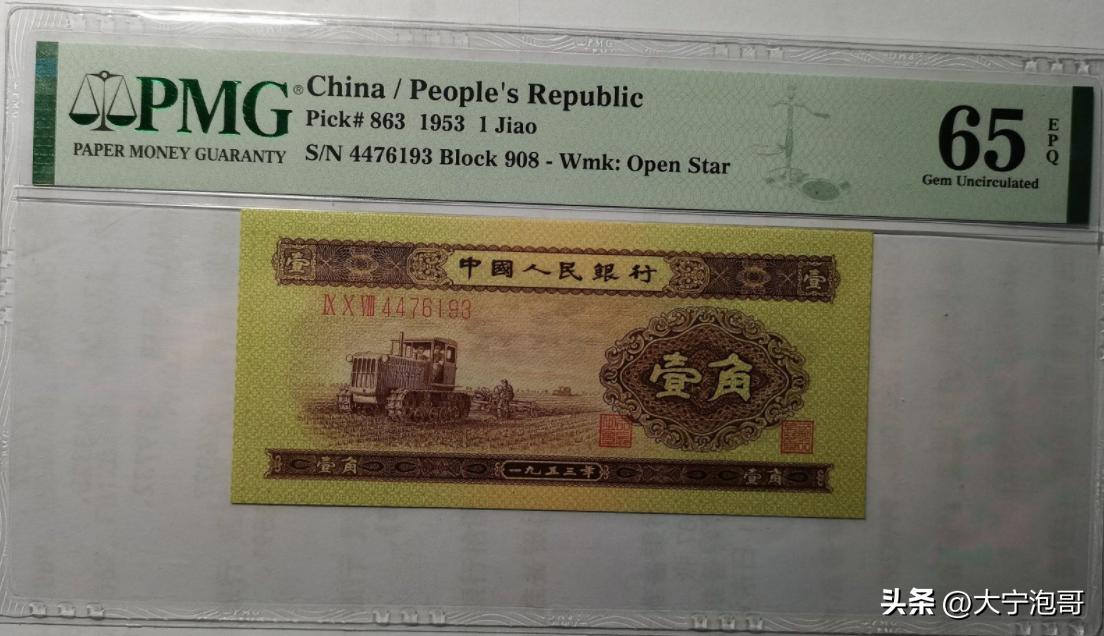 PMG® China / People's Republic
PAPER MONEY GUARANTY
Pick# 863 1953 1 Jiao
S/N 4476193 Block 908 - Wmk: Open Star
65 EPQ
Gem Uncirculated
壹 中國人民銀行 壹
ⅨⅩⅧ 4476193
壹角
壹角 一九五三年 壹角
头条 @大宁泡哥